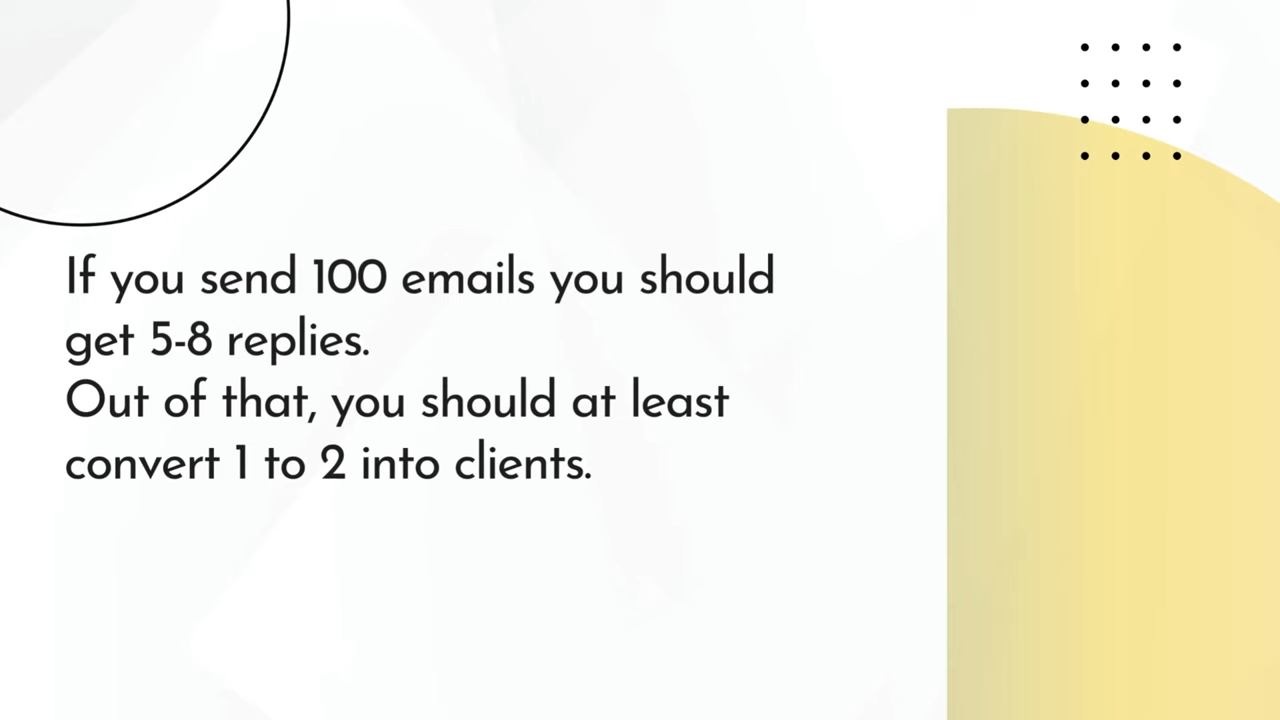 If you send 100 emails you should
get 5-8 replies.
Out of that, you should at least
convert 1 to 2 into clients.